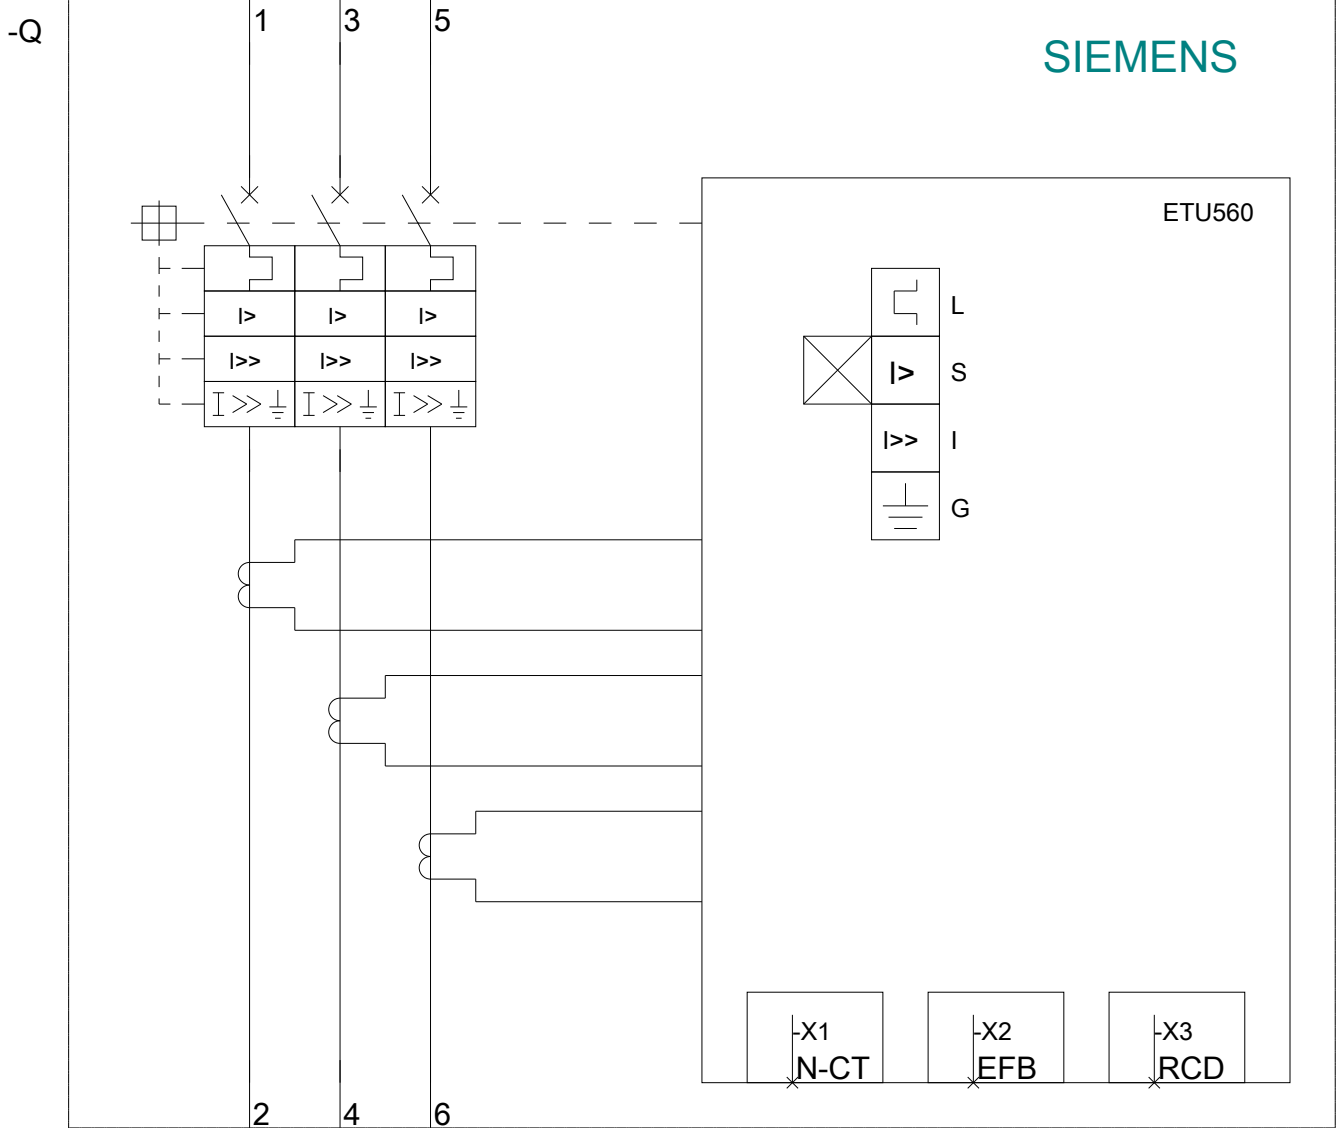 -Q
1 3 5
SIEMENS
ETU560
I> I> I>
I>> I>> I>>
I >> I >> I >>
L
I> S
I>> I
G
-X1 -X2 -X3
N-CT EFB RCD
2 4 6